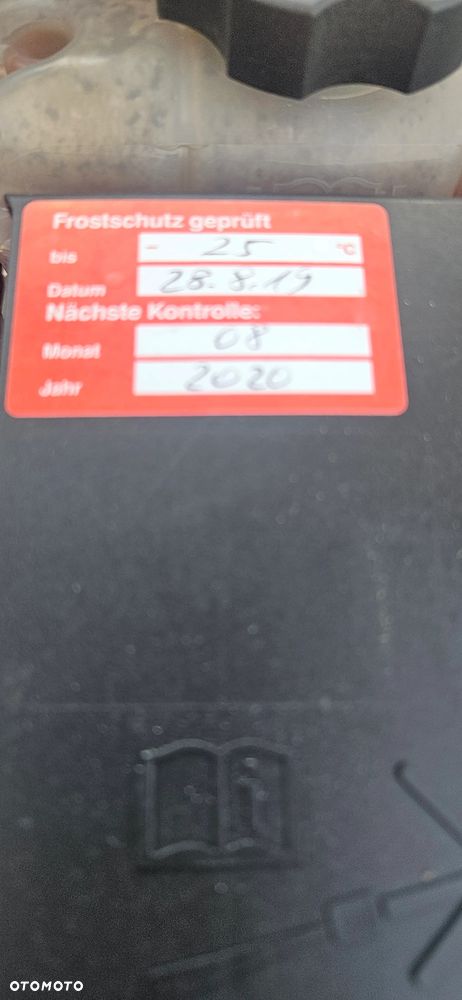 Frostschutz geprüft
bis - 25 °C
Datum 28.8.19
Nächste Kontrolle:
Monat 08
Jahr 2020
OTOMOTO